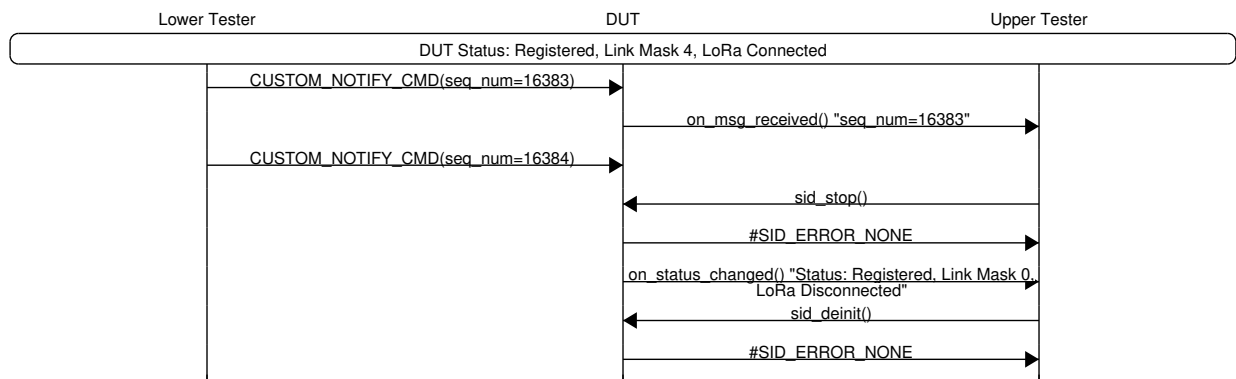 Lower Tester DUT Upper Tester
DUT Status: Registered, Link Mask 4, LoRa Connected
CUSTOM_NOTIFY_CMD(seq_num=16383)
on_msg_received() "seq_num=16383"
CUSTOM_NOTIFY_CMD(seq_num=16384)
sid_stop()
#SID_ERROR_NONE
on_status_changed() "Status: Registered, Link Mask 0,
LoRa Disconnected"
sid_deinit()
#SID_ERROR_NONE